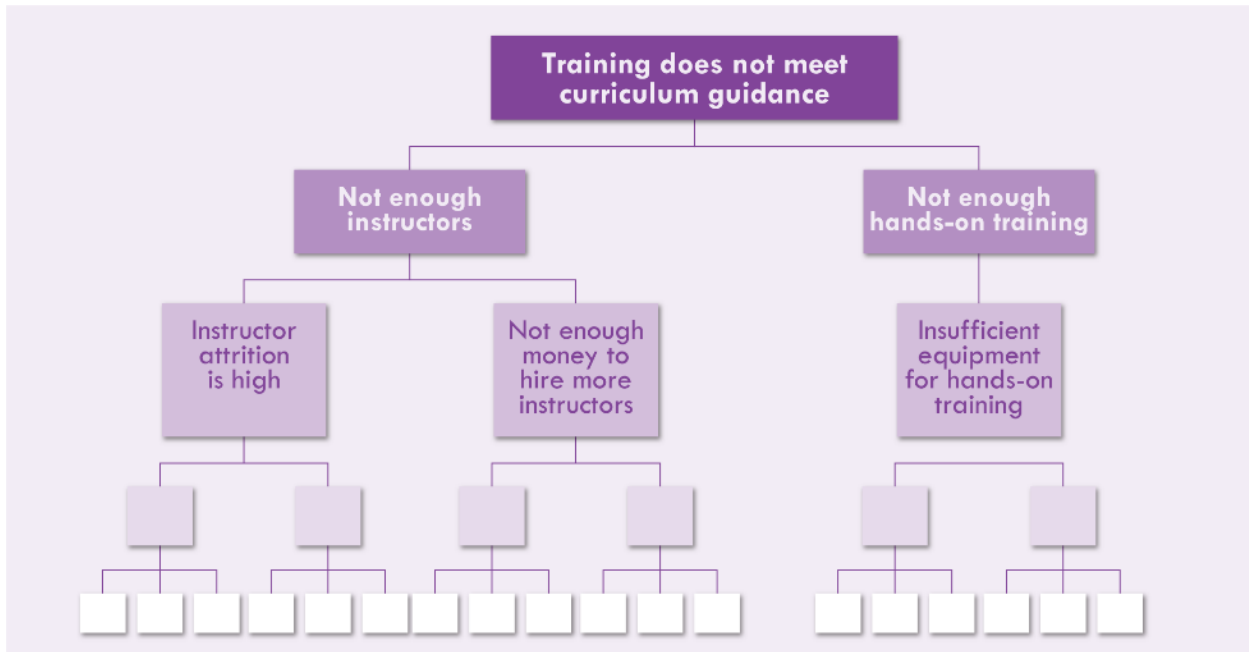 Training does not meet
curriculum guidance
Not enough
instructors
Not enough
hands-on training
Instructor
attrition
is high
Not enough
money to
hire more
instructors
Insufficient
equipment
for hands-on
training